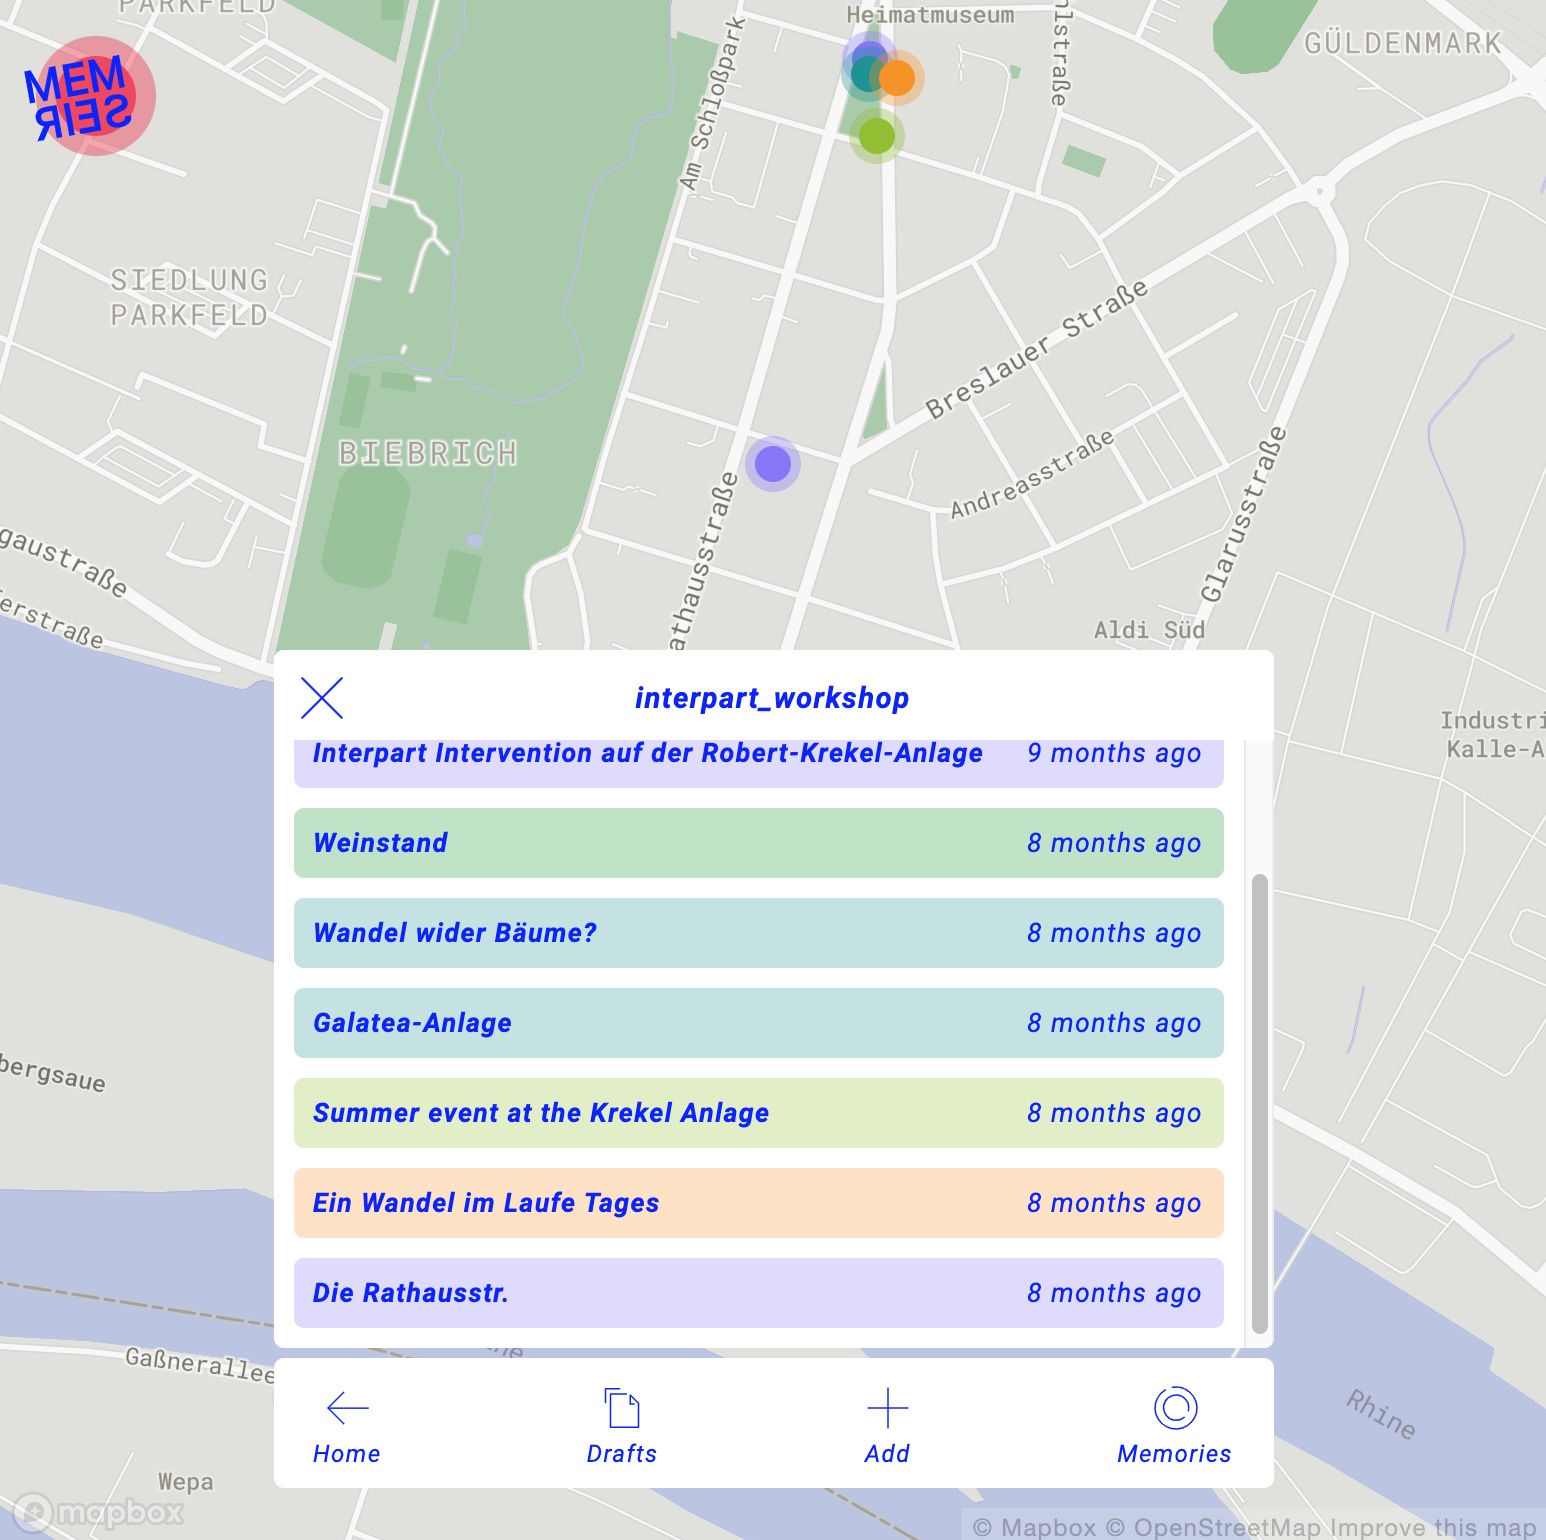 PARKFELD
Heimatmuseum
GÜLDENMARK
MEM
RIES
Am Schloßpark
SIEDLUNG
PARKFELD
Breslauer Straße
BIEBRICH
Andreasstraße
Glarusstraße
gaustraße
erstraße
athausstraße
Aldi Süd
interpart_workshop
Industri
Kalle-A
Interpart Intervention auf der Robert-Krekel-Anlage 9 months ago
Weinstand 8 months ago
Wandel wider Bäume? 8 months ago
Galatea-Anlage 8 months ago
bergsaue
Summer event at the Krekel Anlage 8 months ago
Ein Wandel im Laufe Tages 8 months ago
Die Rathausstr. 8 months ago
Gaßnerallee
Rhine
Home Drafts Add Memories
Wepa
mapbox
© Mapbox © OpenStreetMap Improve this map